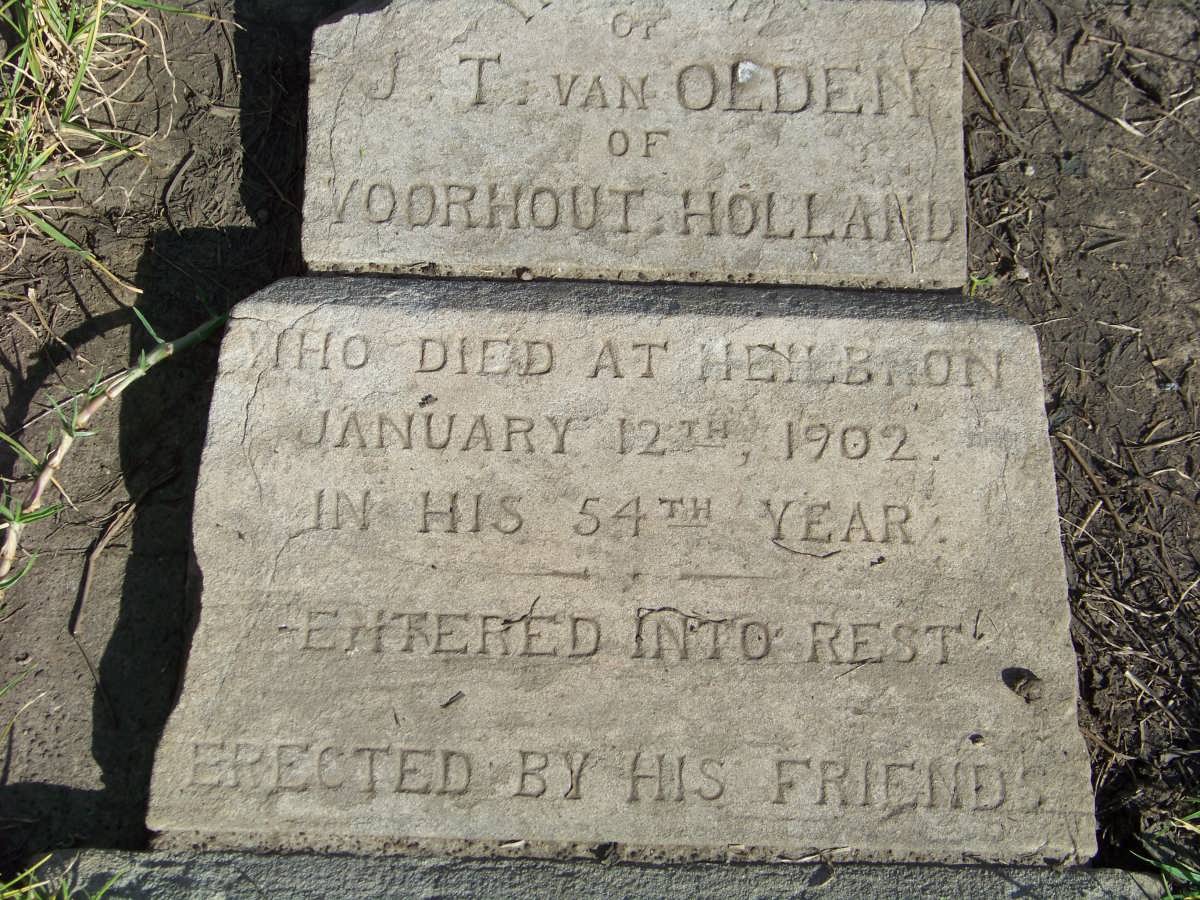 OF
J. T. VAN OLDEN
OF
VOORHOUT. HOLLAND
WHO DIED AT HEILBRON
JANUARY 12TH, 1902.
IN HIS 54TH YEAR.
"ENTERED INTO REST"
ERECTED BY HIS FRIENDS